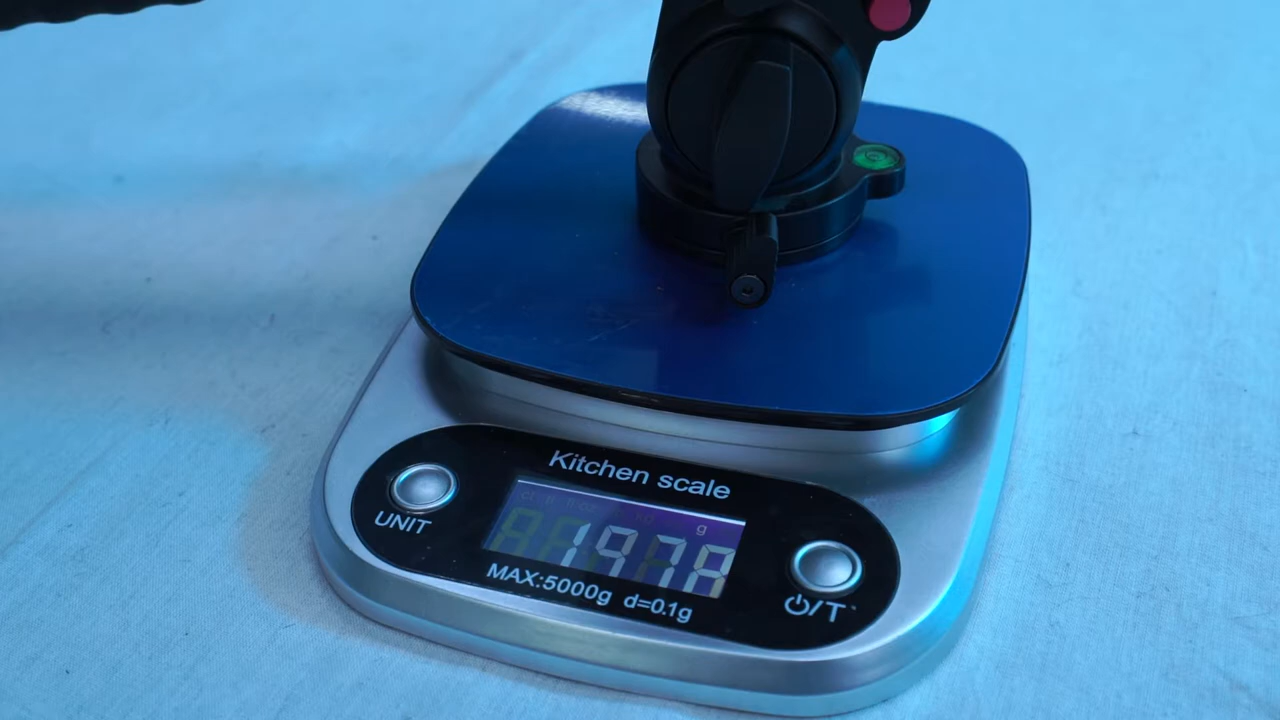 Kitchen scale
UNIT
g
1978
MAX:5000g d=0.1g
⏻/T